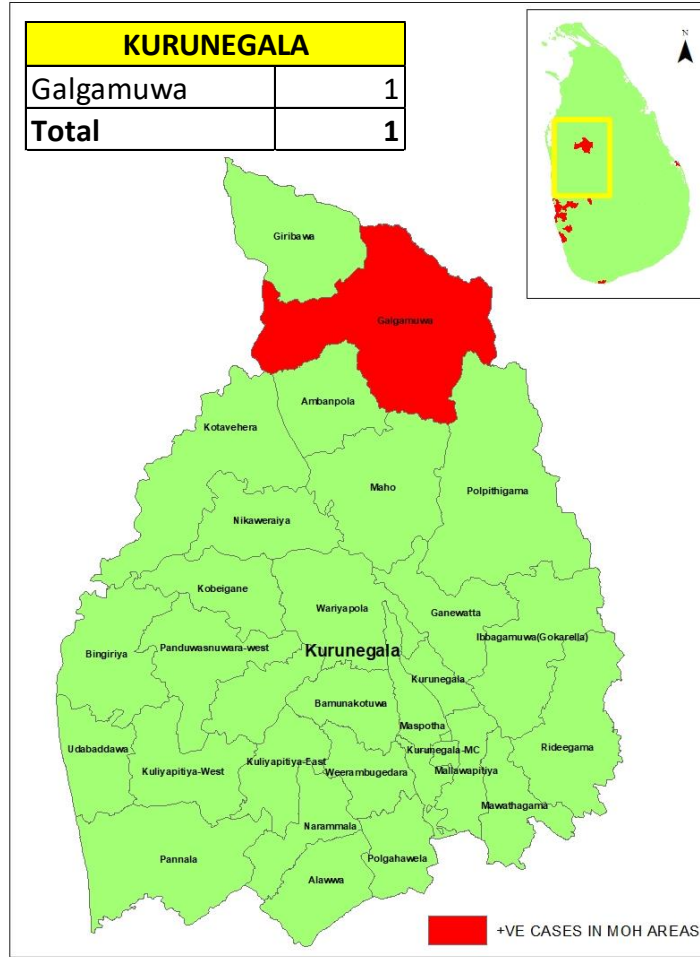 KURUNEGALA
Galgamuwa 1
Total 1
N
Giribawa
Galgamuwa
Ambanpola
Kotavehera
Maho
Polpithigama
Nikaweraiya
Kobeigane
Wariyapola
Ganewatta
Ibbagamuwa(Gokarella)
Bingiriya
Panduwasnuwara-west
Kurunegala
Kurunegala
Bamunakotuwa
Maspotha
Udabaddawa
Kurunegala-MC
Rideegama
Kuliyapitiya-East
Kuliyapitiya-West
Weerambugedara
Mallawapitiya
Mawathagama
Narammala
Pannala
Polgahawela
Alawwa
+VE CASES IN MOH AREAS